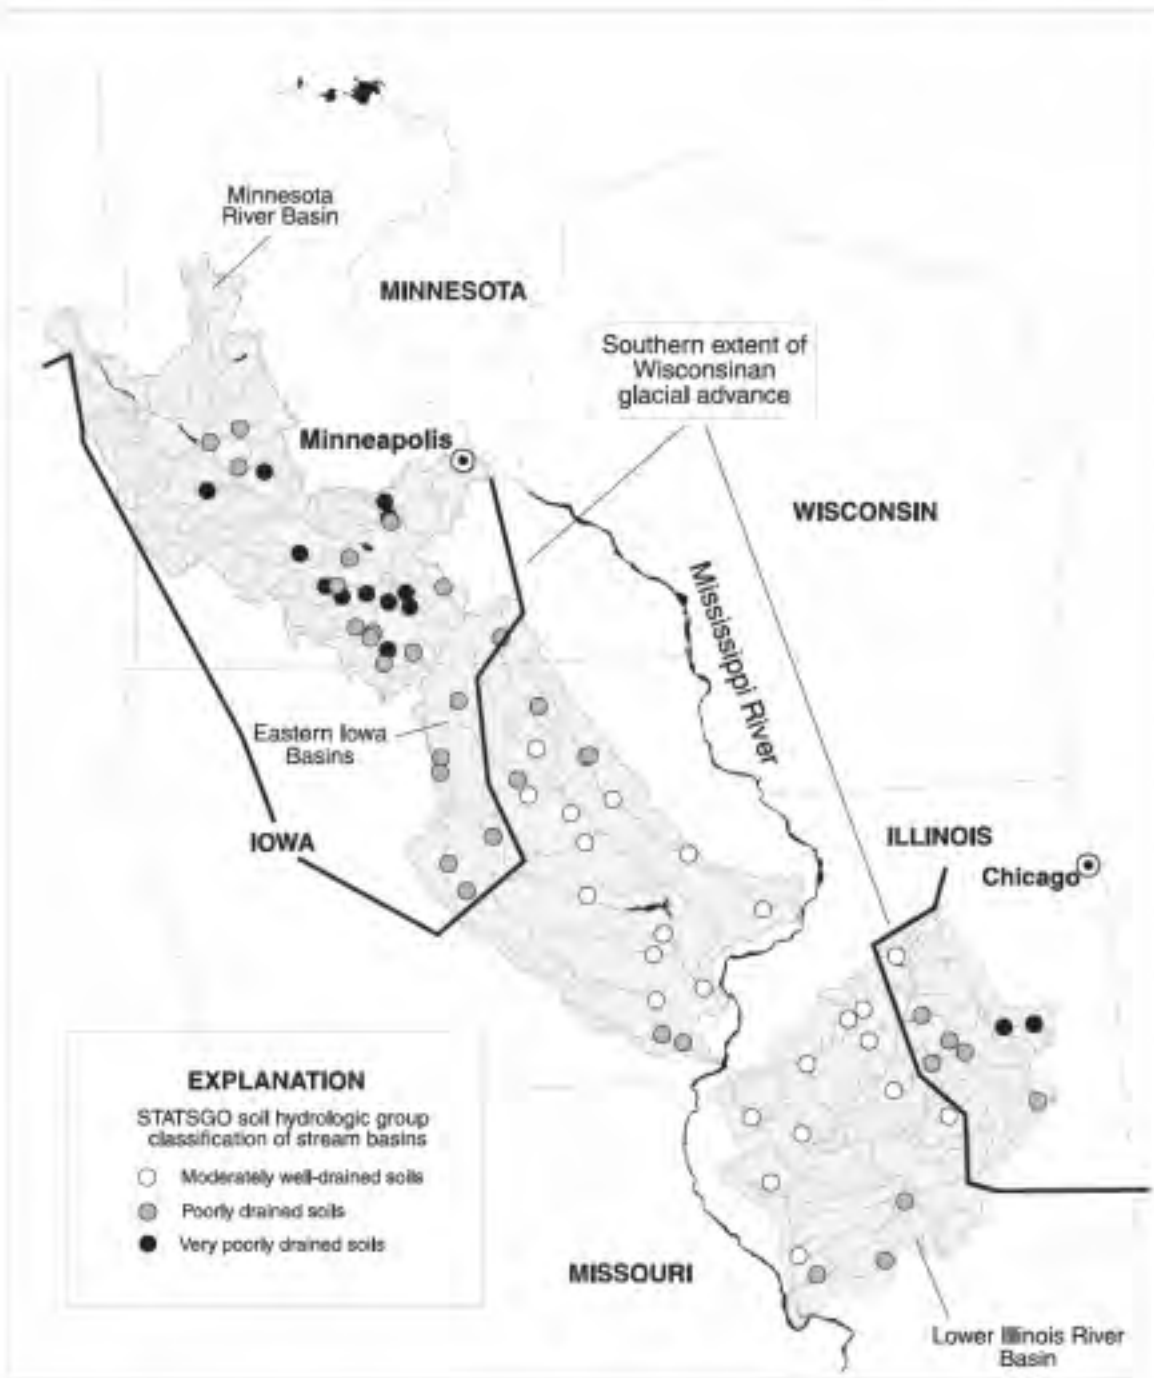 Minnesota
River Basin
MINNESOTA
Southern extent of
Wisconsinan
glacial advance
Minneapolis
WISCONSIN
Mississippi River
Eastern Iowa
Basins
IOWA
ILLINOIS
Chicago
EXPLANATION
STATSGO soil hydrologic group
classification of stream basins
Moderately well-drained soils
Poorly drained soils
Very poorly drained soils
MISSOURI
Lower Illinois River
Basin